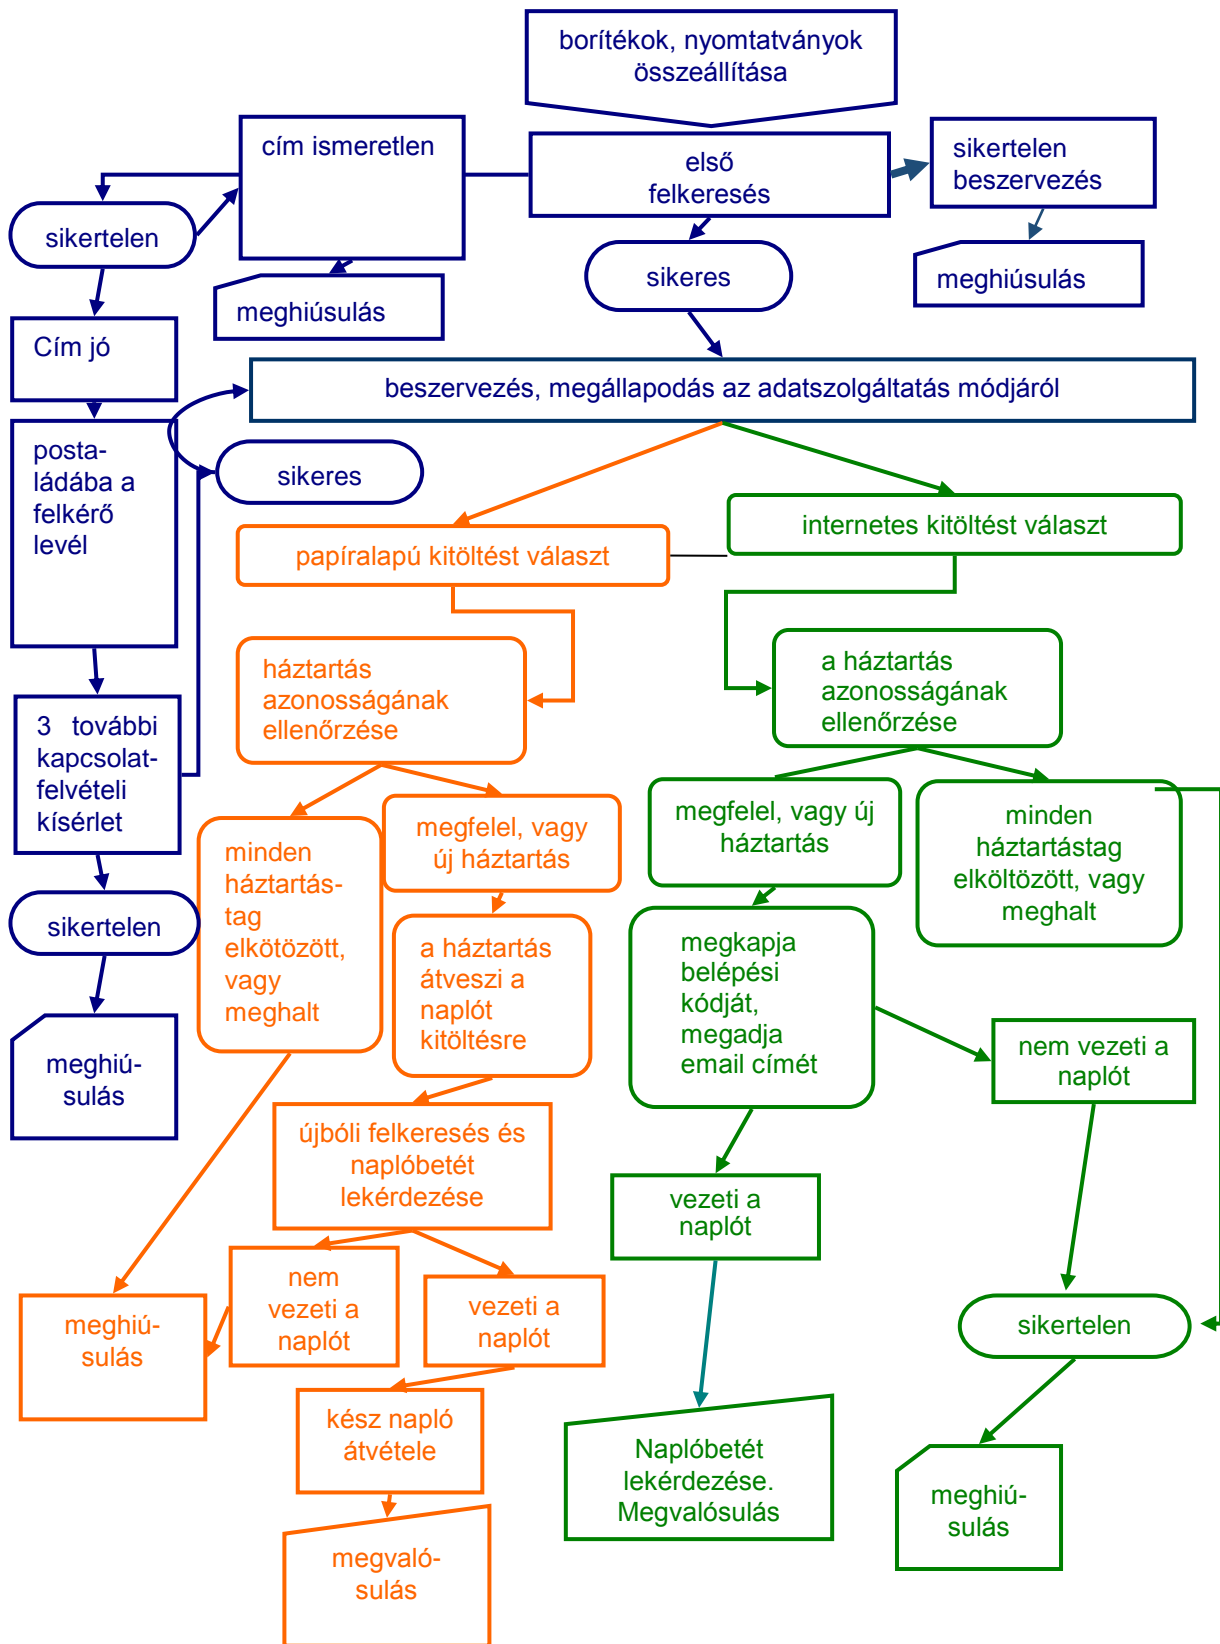 borítékok, nyomtatványok
összeállítása
cím ismeretlen
első
felkeresés
sikertelen
beszervezés
sikertelen
sikeres
meghiúsulás
meghiúsulás
Cím jó
beszervezés, megállapodás az adatszolgáltatás módjáról
posta-
ládába a
felkérő
levél
sikeres
papíralapú kitöltést választ
internetes kitöltést választ
háztartás
azonosságának
ellenőrzése
a háztartás
azonosságának
ellenőrzése
3 további
kapcsolat-
felvételi
kísérlet
minden
háztartás-
tag
elkötözött,
vagy
meghalt
megfelel, vagy
új háztartás
megfelel, vagy új
háztartás
minden
háztartástag
elköltözött, vagy
meghalt
sikertelen
a háztartás
átveszi a
naplót
kitöltésre
megkapja
belépési
kódját,
megadja
email címét
nem vezeti a
naplót
meghiú-
sulás
újbóli felkeresés és
naplóbetét
lekérdezése
vezeti a
naplót
nem
vezeti a
naplót
vezeti a
naplót
meghiú-
sulás
sikertelen
kész napló
átvétele
Naplóbetét
lekérdezése.
Megvalósulás
meghiú-
sulás
megvaló-
sulás